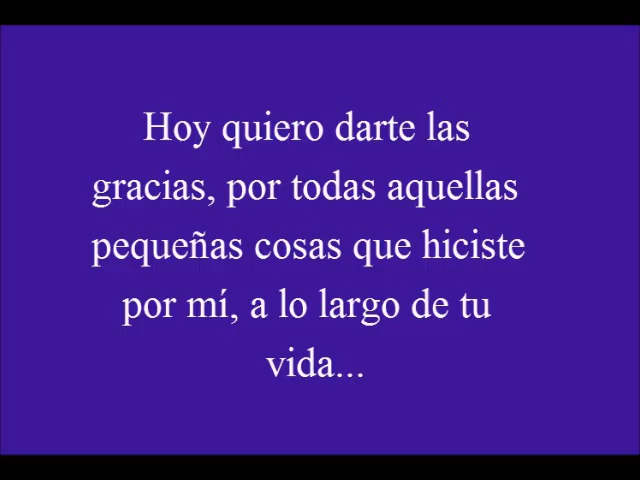 Hoy quiero darte las
gracias, por todas aquellas
pequeñas cosas que hiciste
por mí, a lo largo de tu
vida...